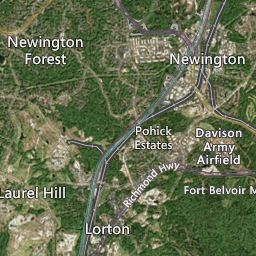 Newington
Forest
Newington
Pohick
Estates
Davison
Army
Airfield
Richmond Hwy
Laurel Hill
Fort Belvoir M
Lorton